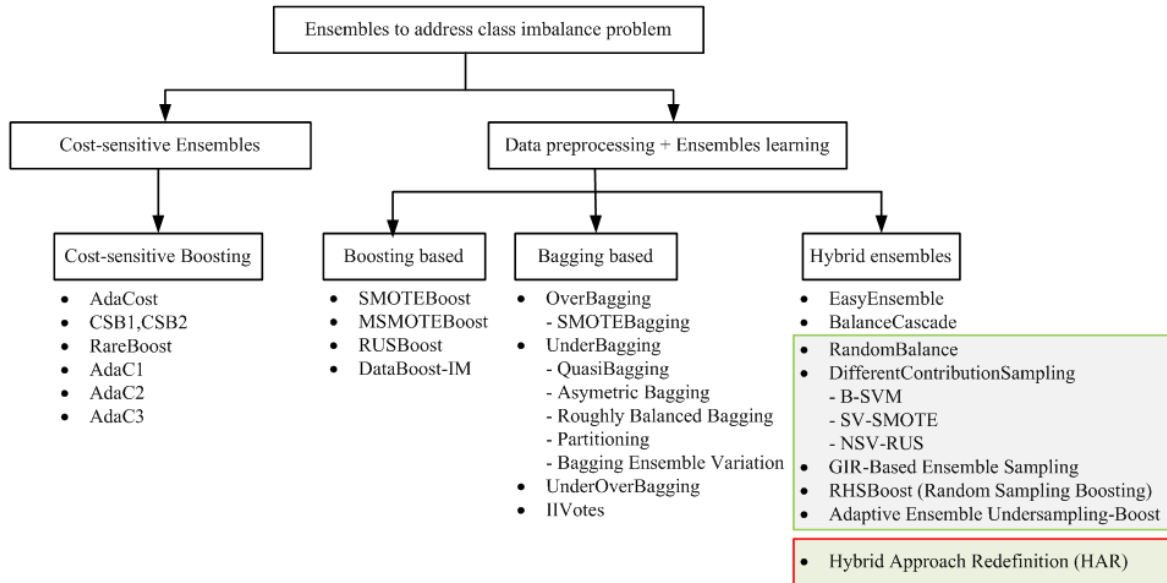 Ensembles to address class imbalance problem
Cost-sensitive Ensembles
Data preprocessing + Ensembles learning
Cost-sensitive Boosting
• AdaCost
• CSB1,CSB2
• RareBoost
• AdaC1
• AdaC2
• AdaC3
Boosting based
• SMOTEBoost
• MSMOTEBoost
• RUSBoost
• DataBoost-IM
Bagging based
• OverBagging
- SMOTEBagging
• UnderBagging
- QuasiBagging
- Asymetric Bagging
- Roughly Balanced Bagging
- Partitioning
- Bagging Ensemble Variation
• UnderOverBagging
• IIVotes
Hybrid ensembles
• EasyEnsemble
• BalanceCascade
• RandomBalance
• DifferentContributionSampling
- B-SVM
- SV-SMOTE
- NSV-RUS
• GIR-Based Ensemble Sampling
• RHSBoost (Random Sampling Boosting)
• Adaptive Ensemble Undersampling-Boost
• Hybrid Approach Redefinition (HAR)